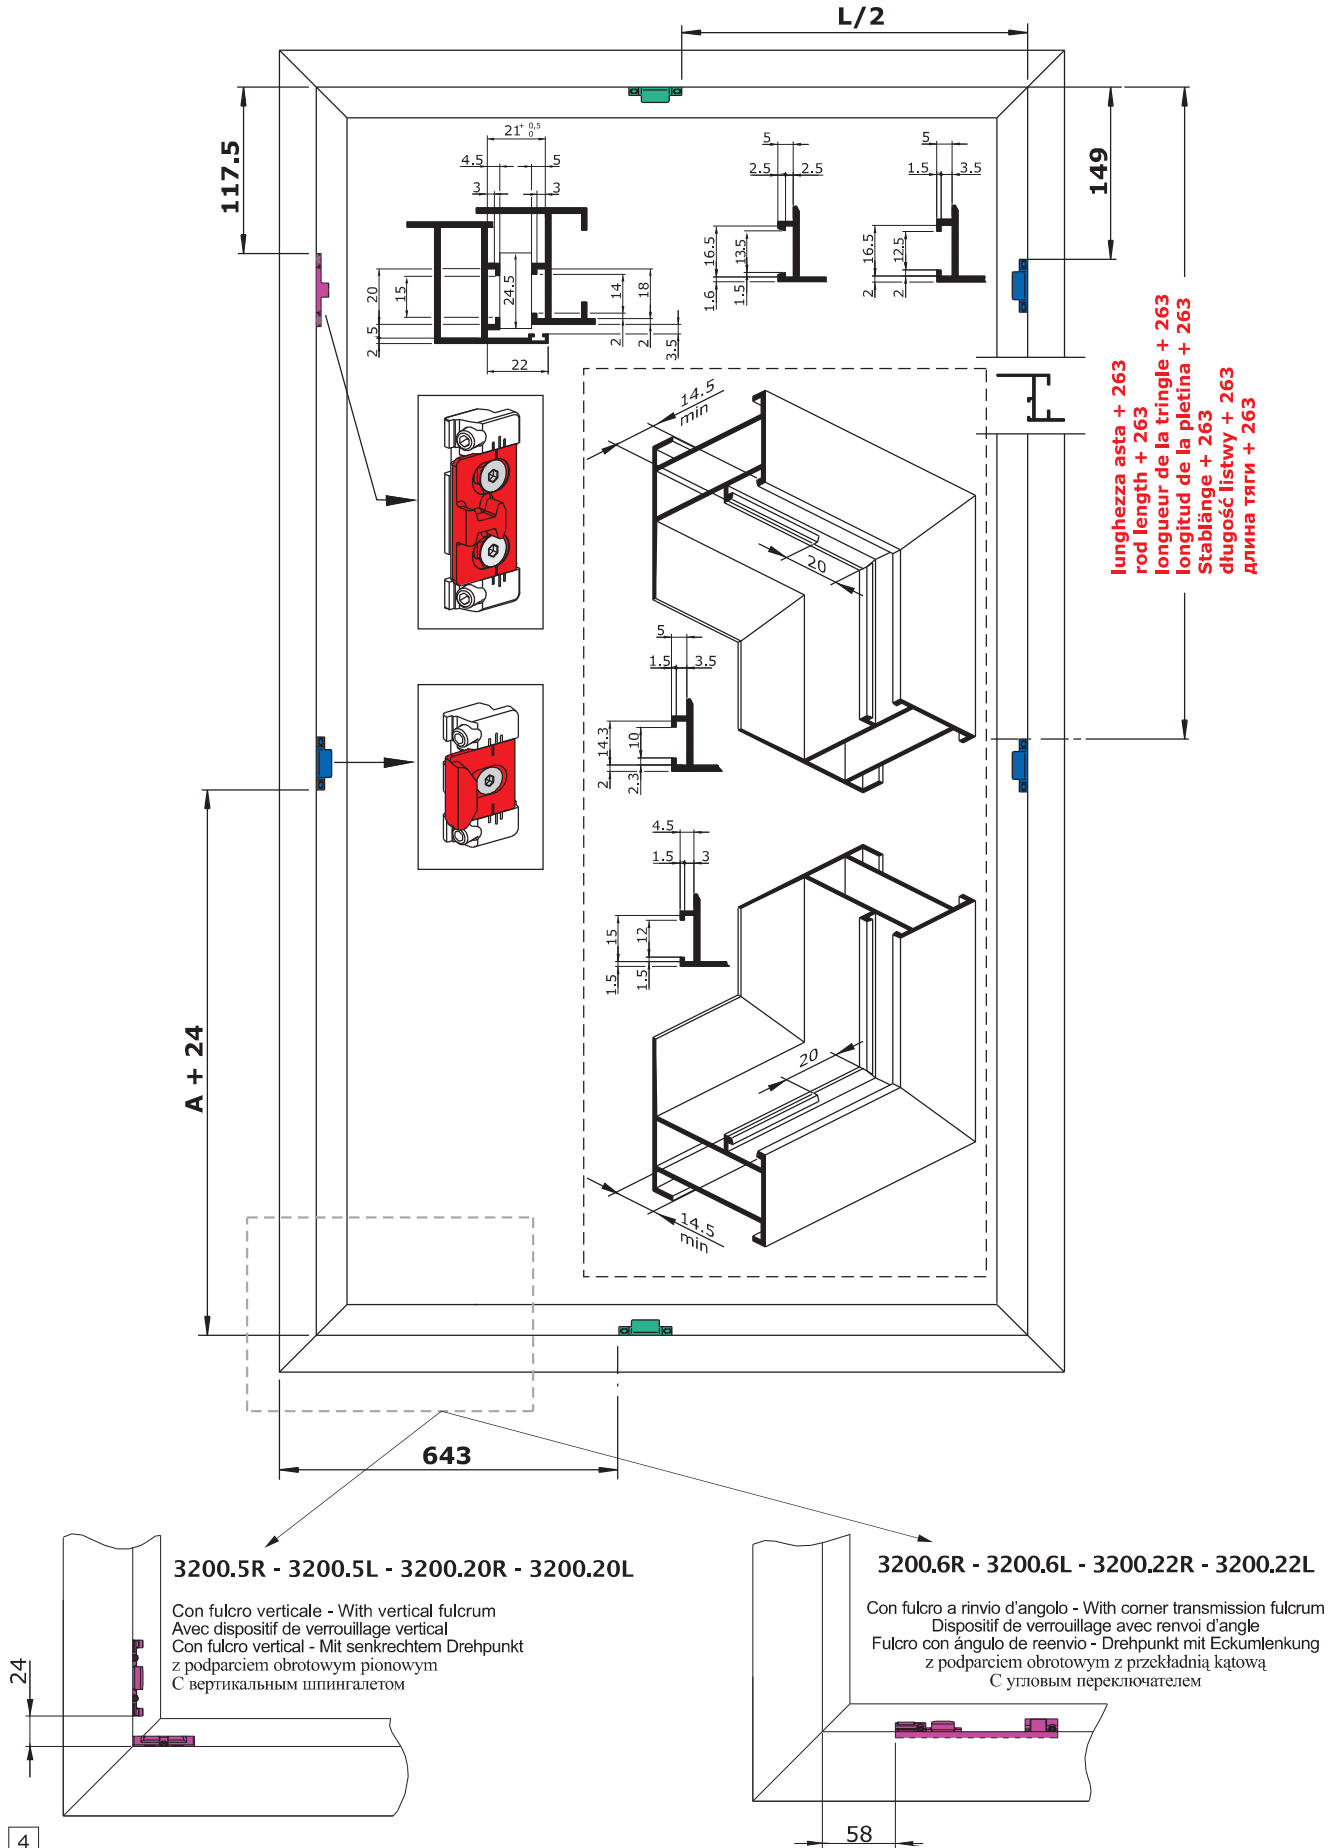 L/2
117.5
149
21 + 0,5 0
4.5
5
3
3
20
15
2.5
2
24.5
14
18
2
2
3.5
22
5
2.5
2.5
16.5
13.5
1.6
1.5
5
1.5
3.5
16.5
12.5
2
2
lunghezza asta + 263
rod length + 263
longueur de la tringle + 263
longitud de la pletina + 263
Stablänge + 263
długość listwy + 263
длина тяги + 263
14.5
min
20
5
1.5
3.5
14.3
10
2
2.3
4.5
1.5
3
15
12
1.5
1.5
20
14.5
min
A + 24
643
3200.5R - 3200.5L - 3200.20R - 3200.20L
Con fulcro verticale - With vertical fulcrum
Avec dispositif de verrouillage vertical
Con fulcro vertical - Mit senkrechtem Drehpunkt
z podparciem obrotowym pionowym
С вертикальным шпингалетом
24
3200.6R - 3200.6L - 3200.22R - 3200.22L
Con fulcro a rinvio d'angolo - With corner transmission fulcrum
Dispositif de verrouillage avec renvoi d'angle
Fulcro con ángulo de reenvio - Drehpunkt mit Eckumlenkung
z podparciem obrotowym z przekładnią kątową
С угловым переключателем
58
4